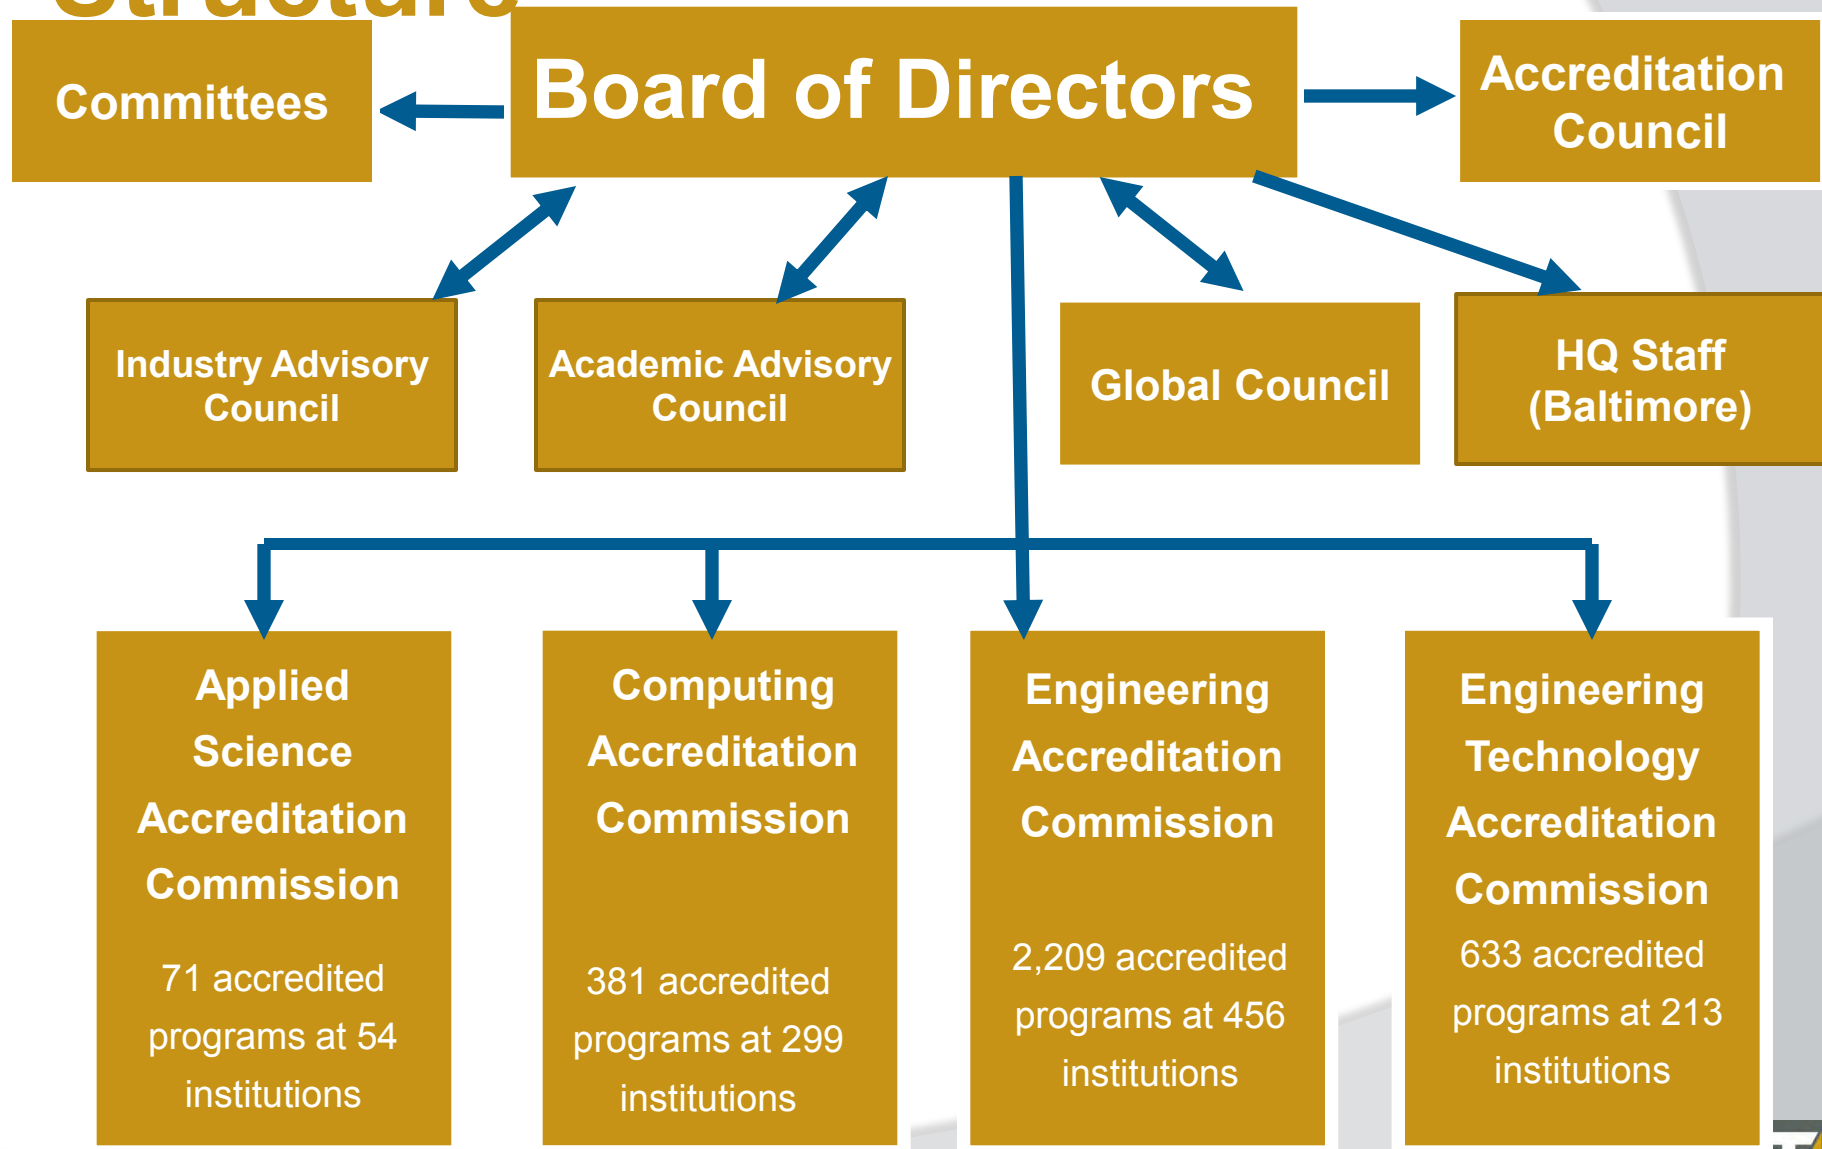 Structure
Committees
Board of Directors
Accreditation
Council
Industry Advisory
Council
Academic Advisory
Council
Global Council
HQ Staff
(Baltimore)
Applied
Science
Accreditation
Commission
71 accredited
programs at 54
institutions
Computing
Accreditation
Commission
381 accredited
programs at 299
institutions
Engineering
Accreditation
Commission
2,209 accredited
programs at 456
institutions
Engineering
Technology
Accreditation
Commission
633 accredited
programs at 213
institutions